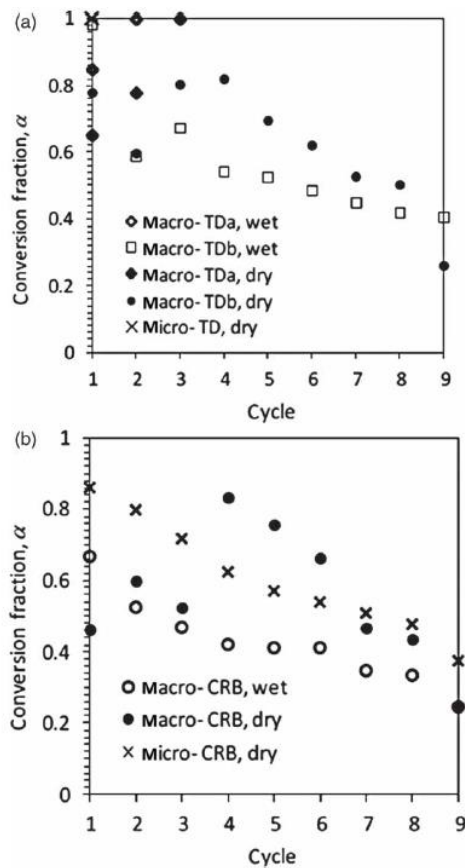 (a)
1
0.8
0.6
0.4
0.2
0
Conversion fraction, α
Macro-TDa, wet
Macro-TDb, wet
Macro-TDa, dry
Macro-TDb, dry
Micro-TD, dry
1 2 3 4 5 6 7 8 9
Cycle
(b)
1
0.8
0.6
0.4
0.2
0
Conversion fraction, α
Macro-CRB, wet
Macro-CRB, dry
Micro-CRB, dry
1 2 3 4 5 6 7 8 9
Cycle